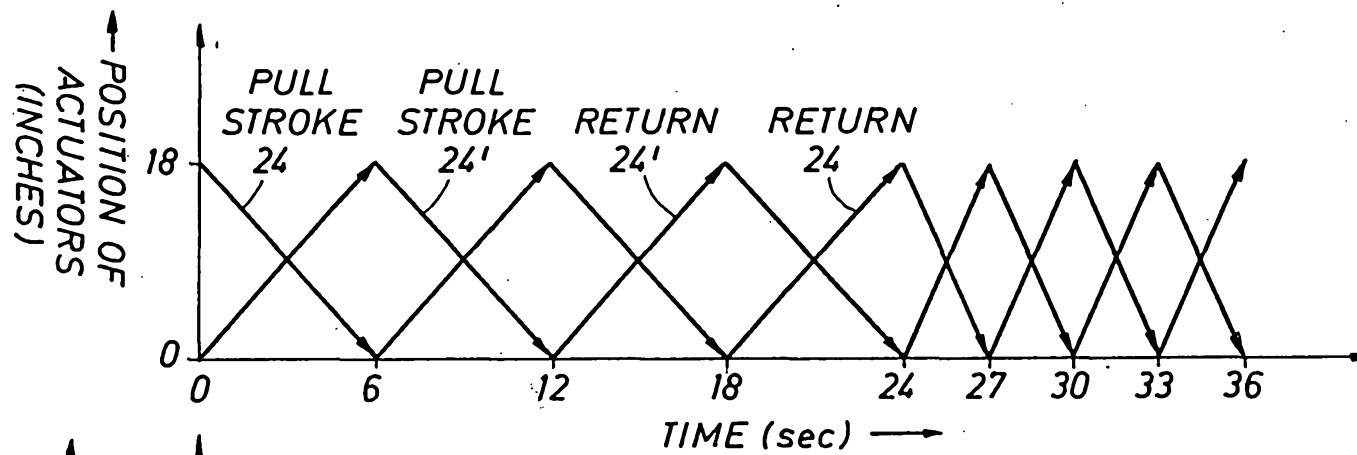 POSITION OF
ACTUATORS
(INCHES)
PULL
STROKE
24
PULL
STROKE
24'
RETURN
24'
RETURN
24
18
0
0 6 12 18 24 27 30 33 36
TIME (sec)